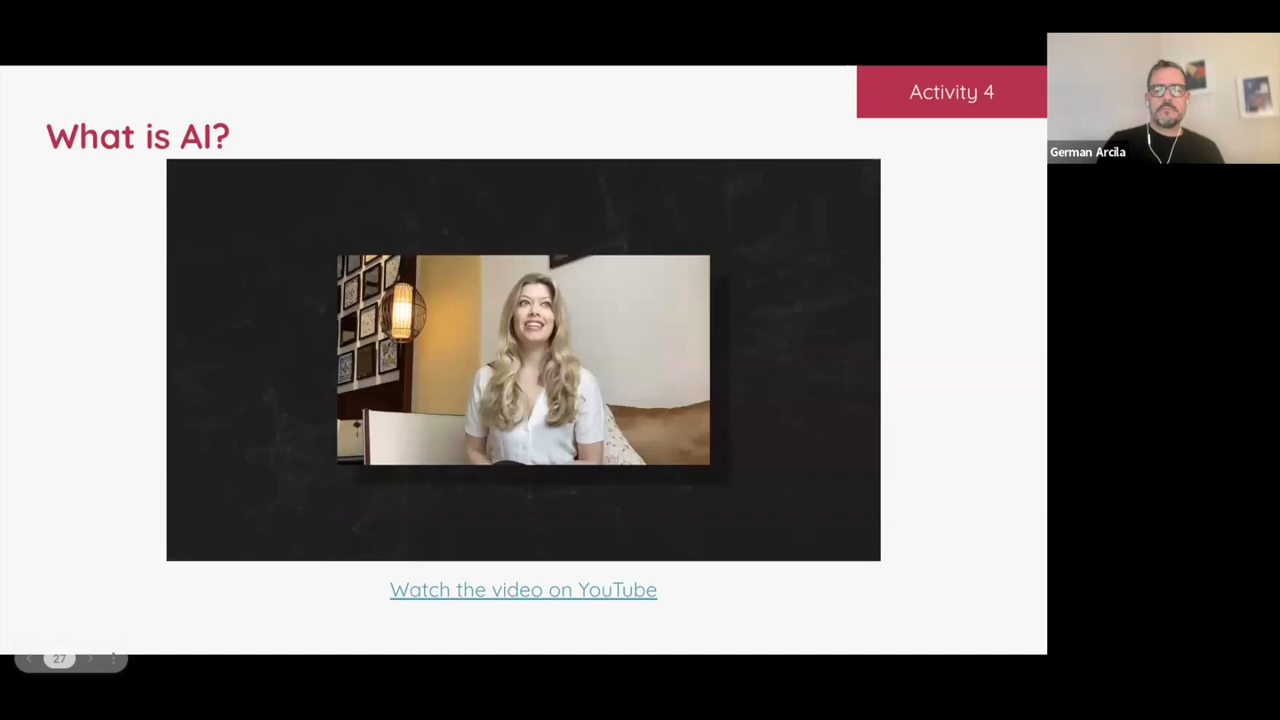 Activity 4
What is AI?
German Arcila
Watch the video on YouTube
27